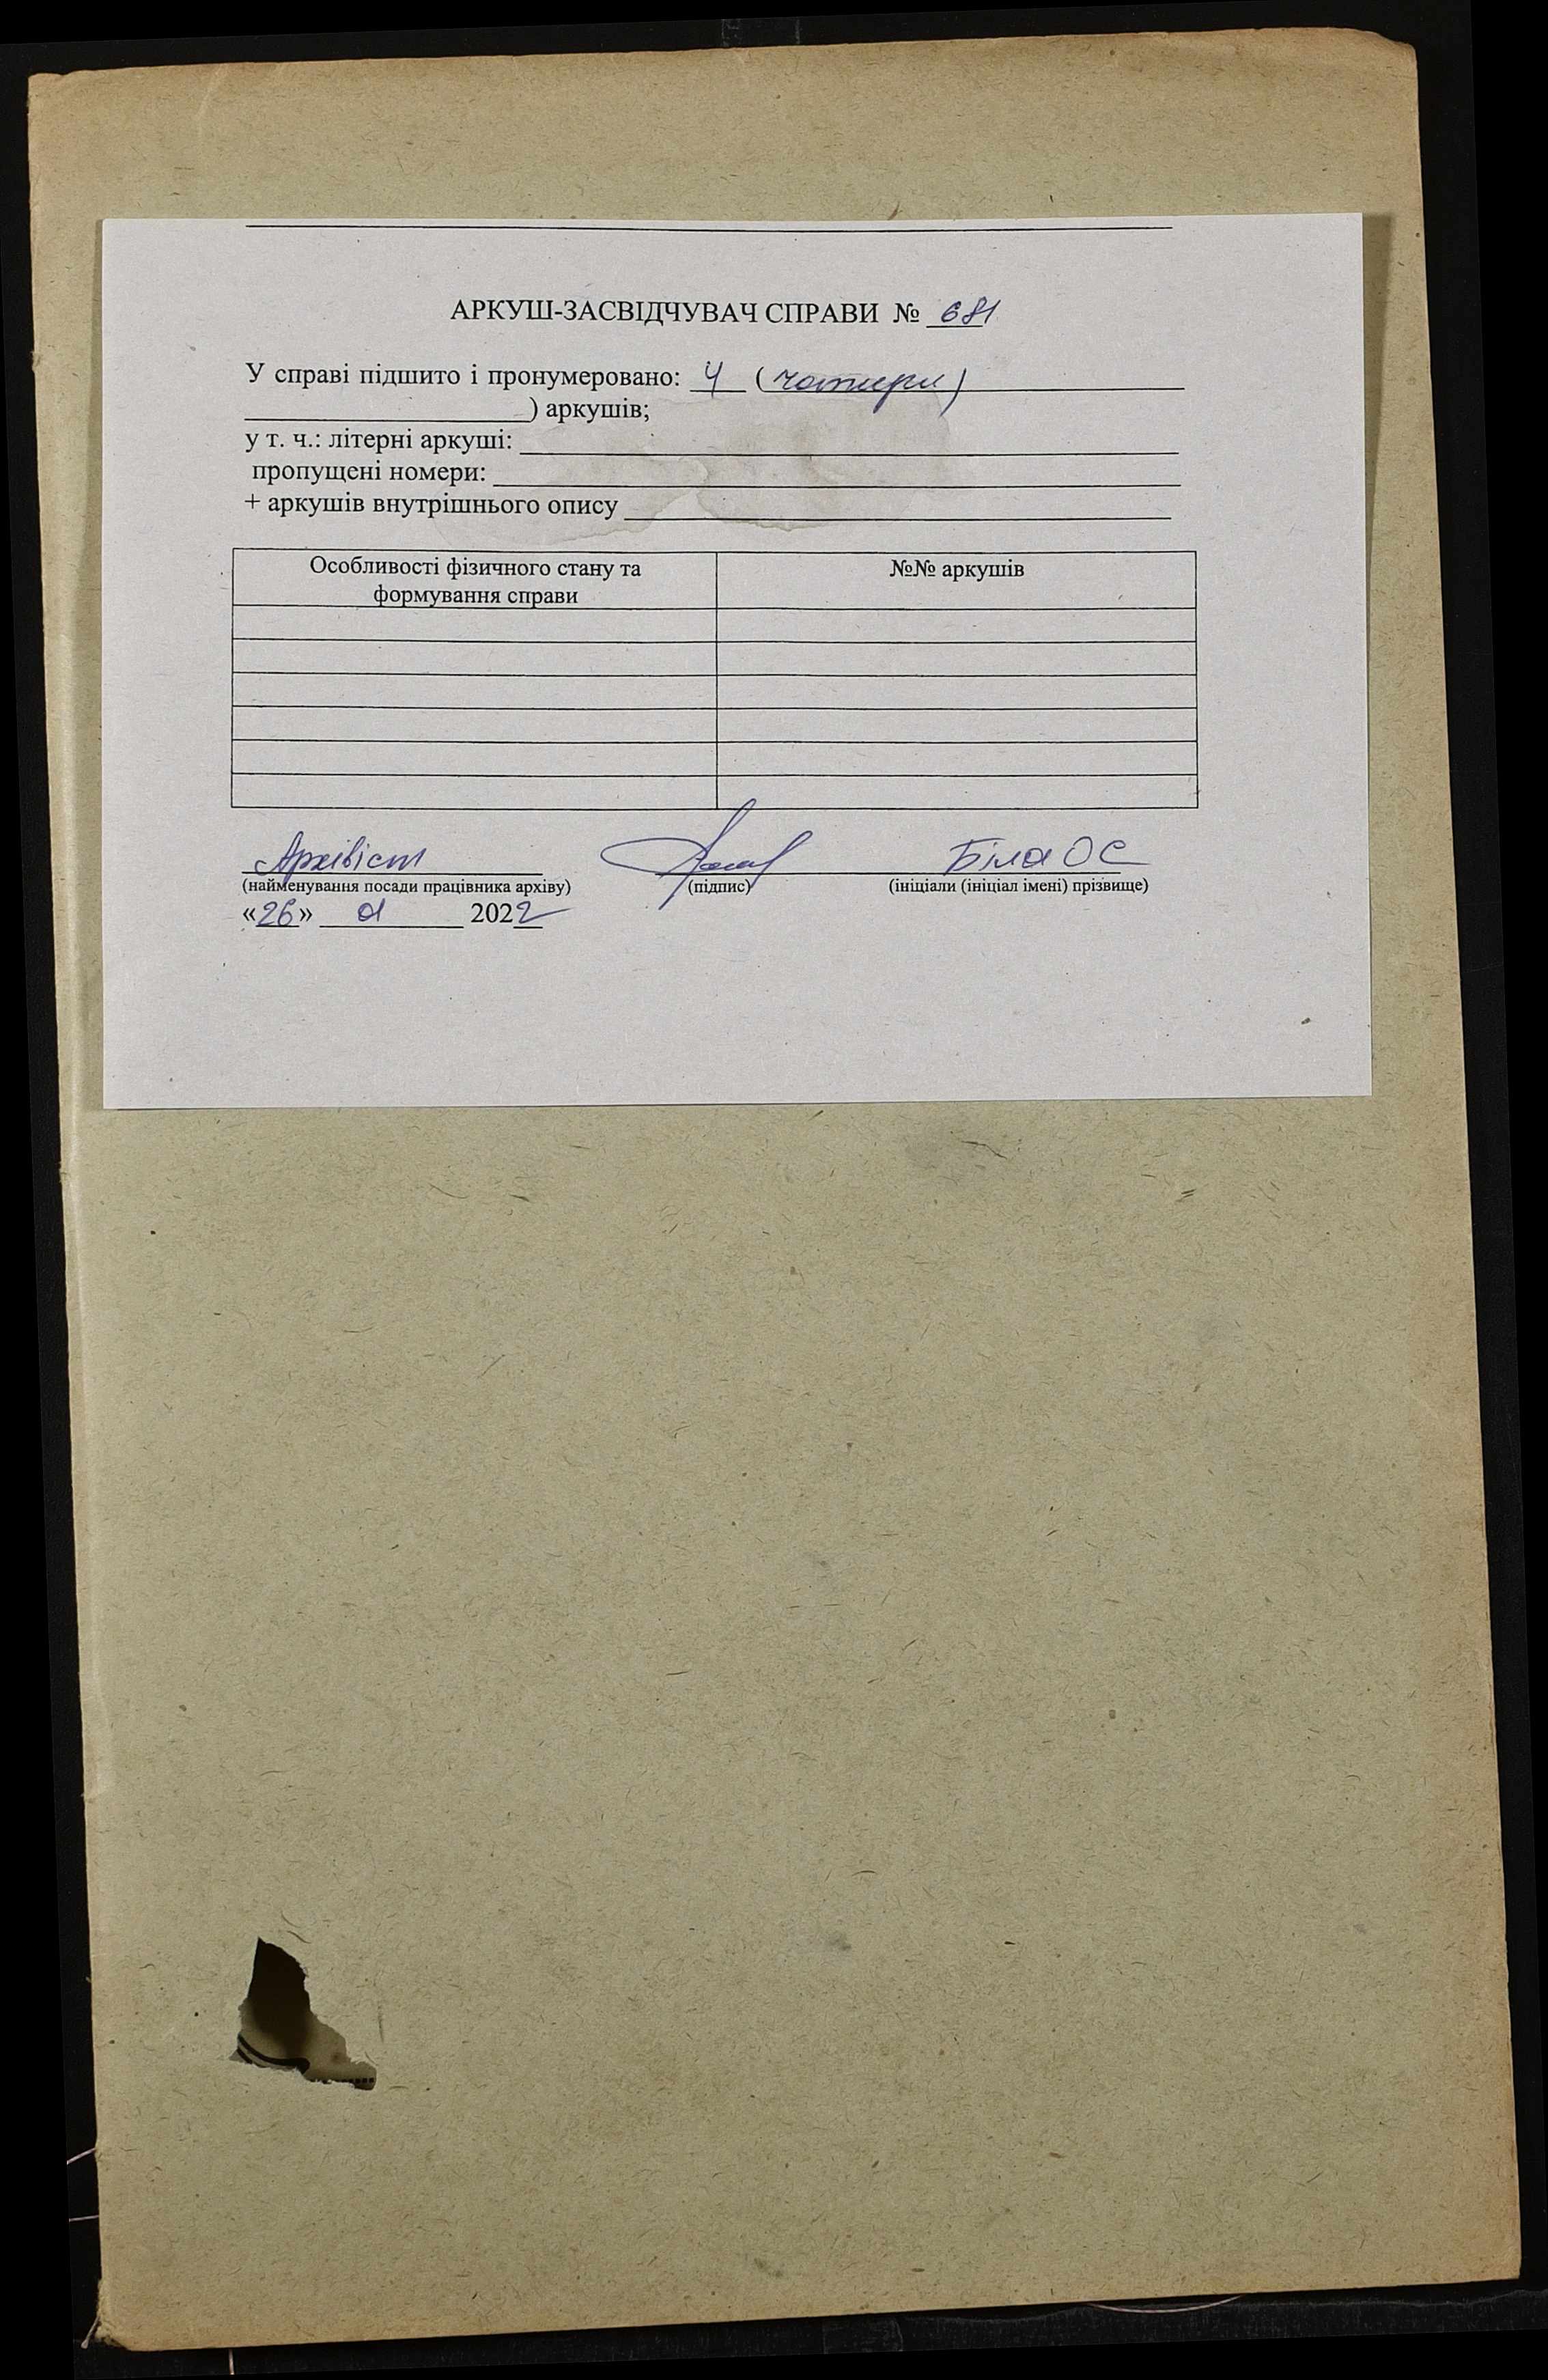 АРКУШ-ЗАСВІДЧУВАЧ СПРАВИ № 681
У справі підшито і пронумеровано: 4 (чотири)
) аркушів;
у т. ч.: літерні аркуші:
пропущені номери:
+ аркушів внутрішнього опису
Особливості фізичного стану та формування справи
№№ аркушів
Архівіст Біла О С
(найменування посади працівника архіву) (підпис) (ініціали (ініціал імені) прізвище)
«26» 2022